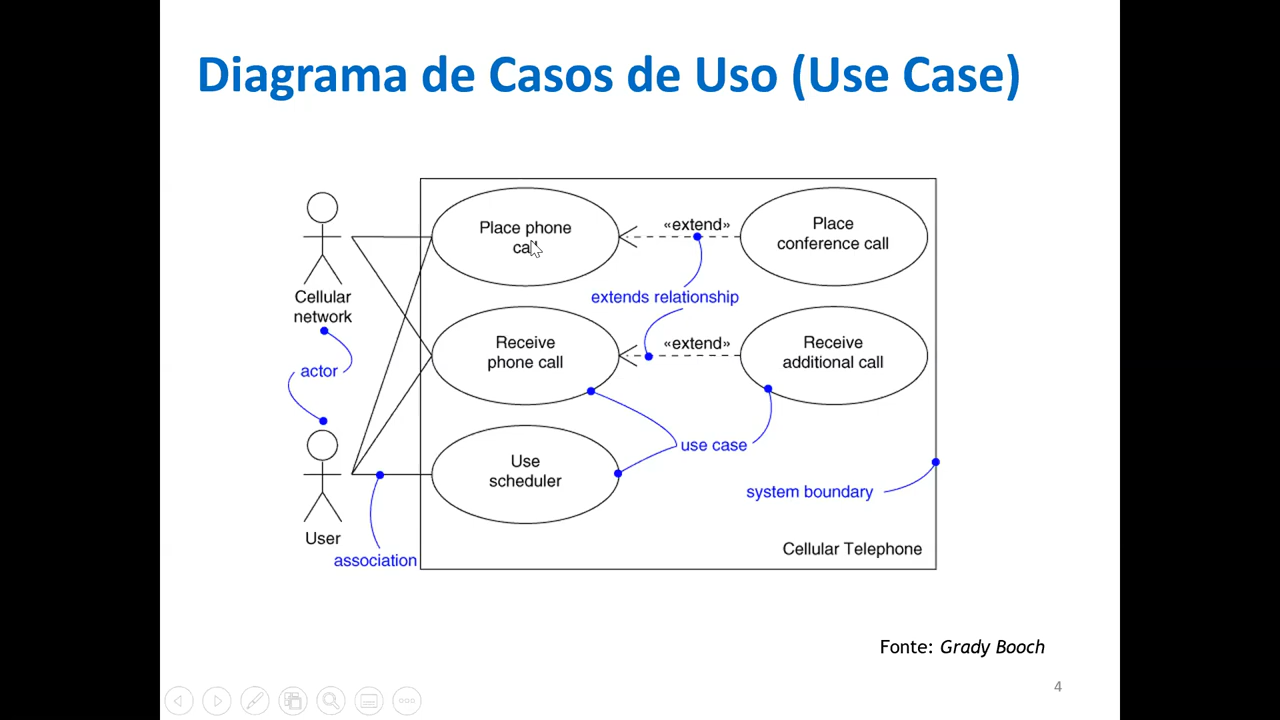 Diagrama de Casos de Uso (Use Case)
Place phone
call
«extend»
Place
conference call
Cellular
network
extends relationship
Receive
phone call
«extend»
Receive
additional call
actor
use case
Use
scheduler
system boundary
User
association
Cellular Telephone
Fonte: Grady Booch
4